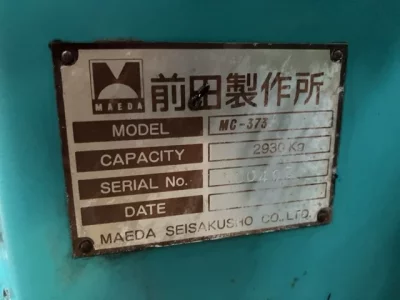 MAEDA
前田製作所
MODEL MC-373
CAPACITY 2930 Kg
SERIAL No.
DATE
MAEDA SEISAKUSHO CO., LTD.